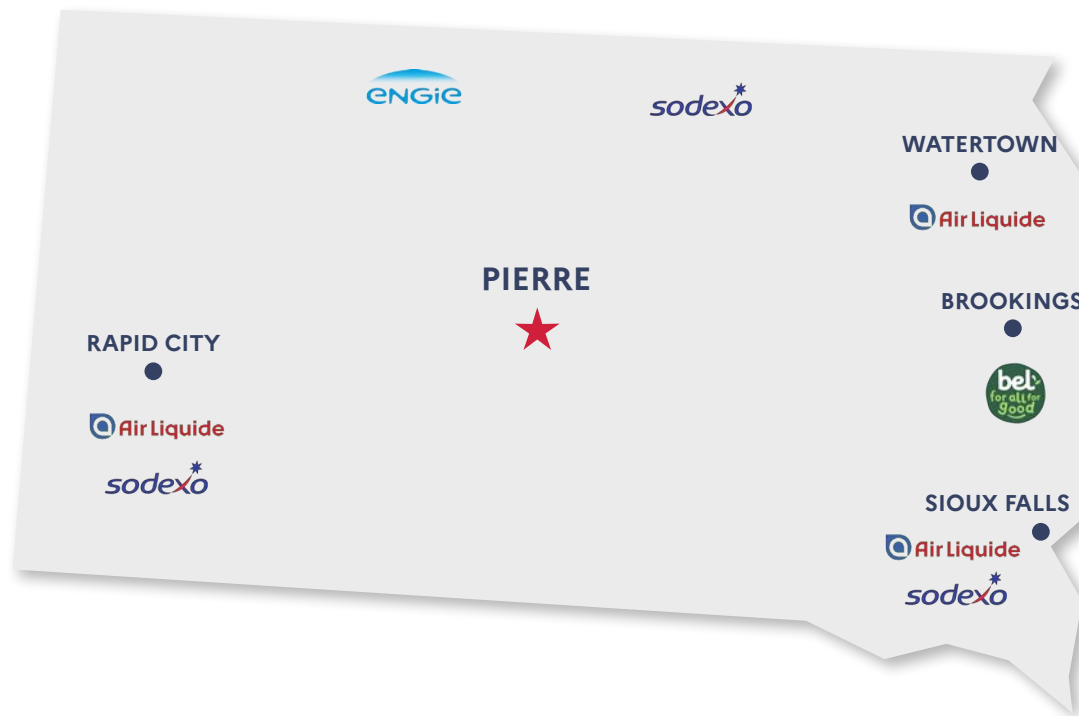 ENGIE
sodexo
WATERTOWN
Air Liquide
PIERRE
BROOKINGS
RAPID CITY
bel
for all for
good
Air Liquide
sodexo
SIOUX FALLS
Air Liquide
sodexo